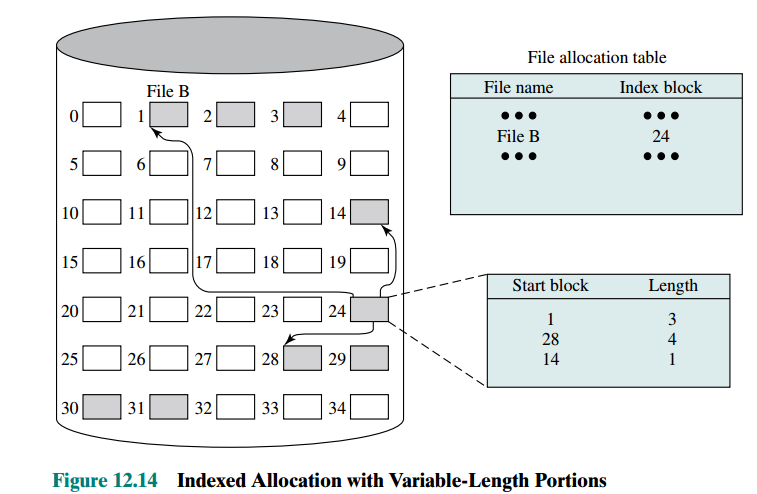 File allocation table
File name Index block
••• •••
File B 24
••• •••
File B
0 1 2 3 4
5 6 7 8 9
10 11 12 13 14
15 16 17 18 19
20 21 22 23 24
25 26 27 28 29
30 31 32 33 34
Start block Length
1 3
28 4
14 1
Figure 12.14 Indexed Allocation with Variable-Length Portions